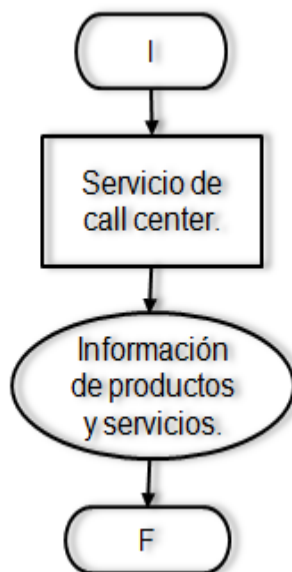 I
Servicio de
call center.
Información
de productos
y servicios.
F